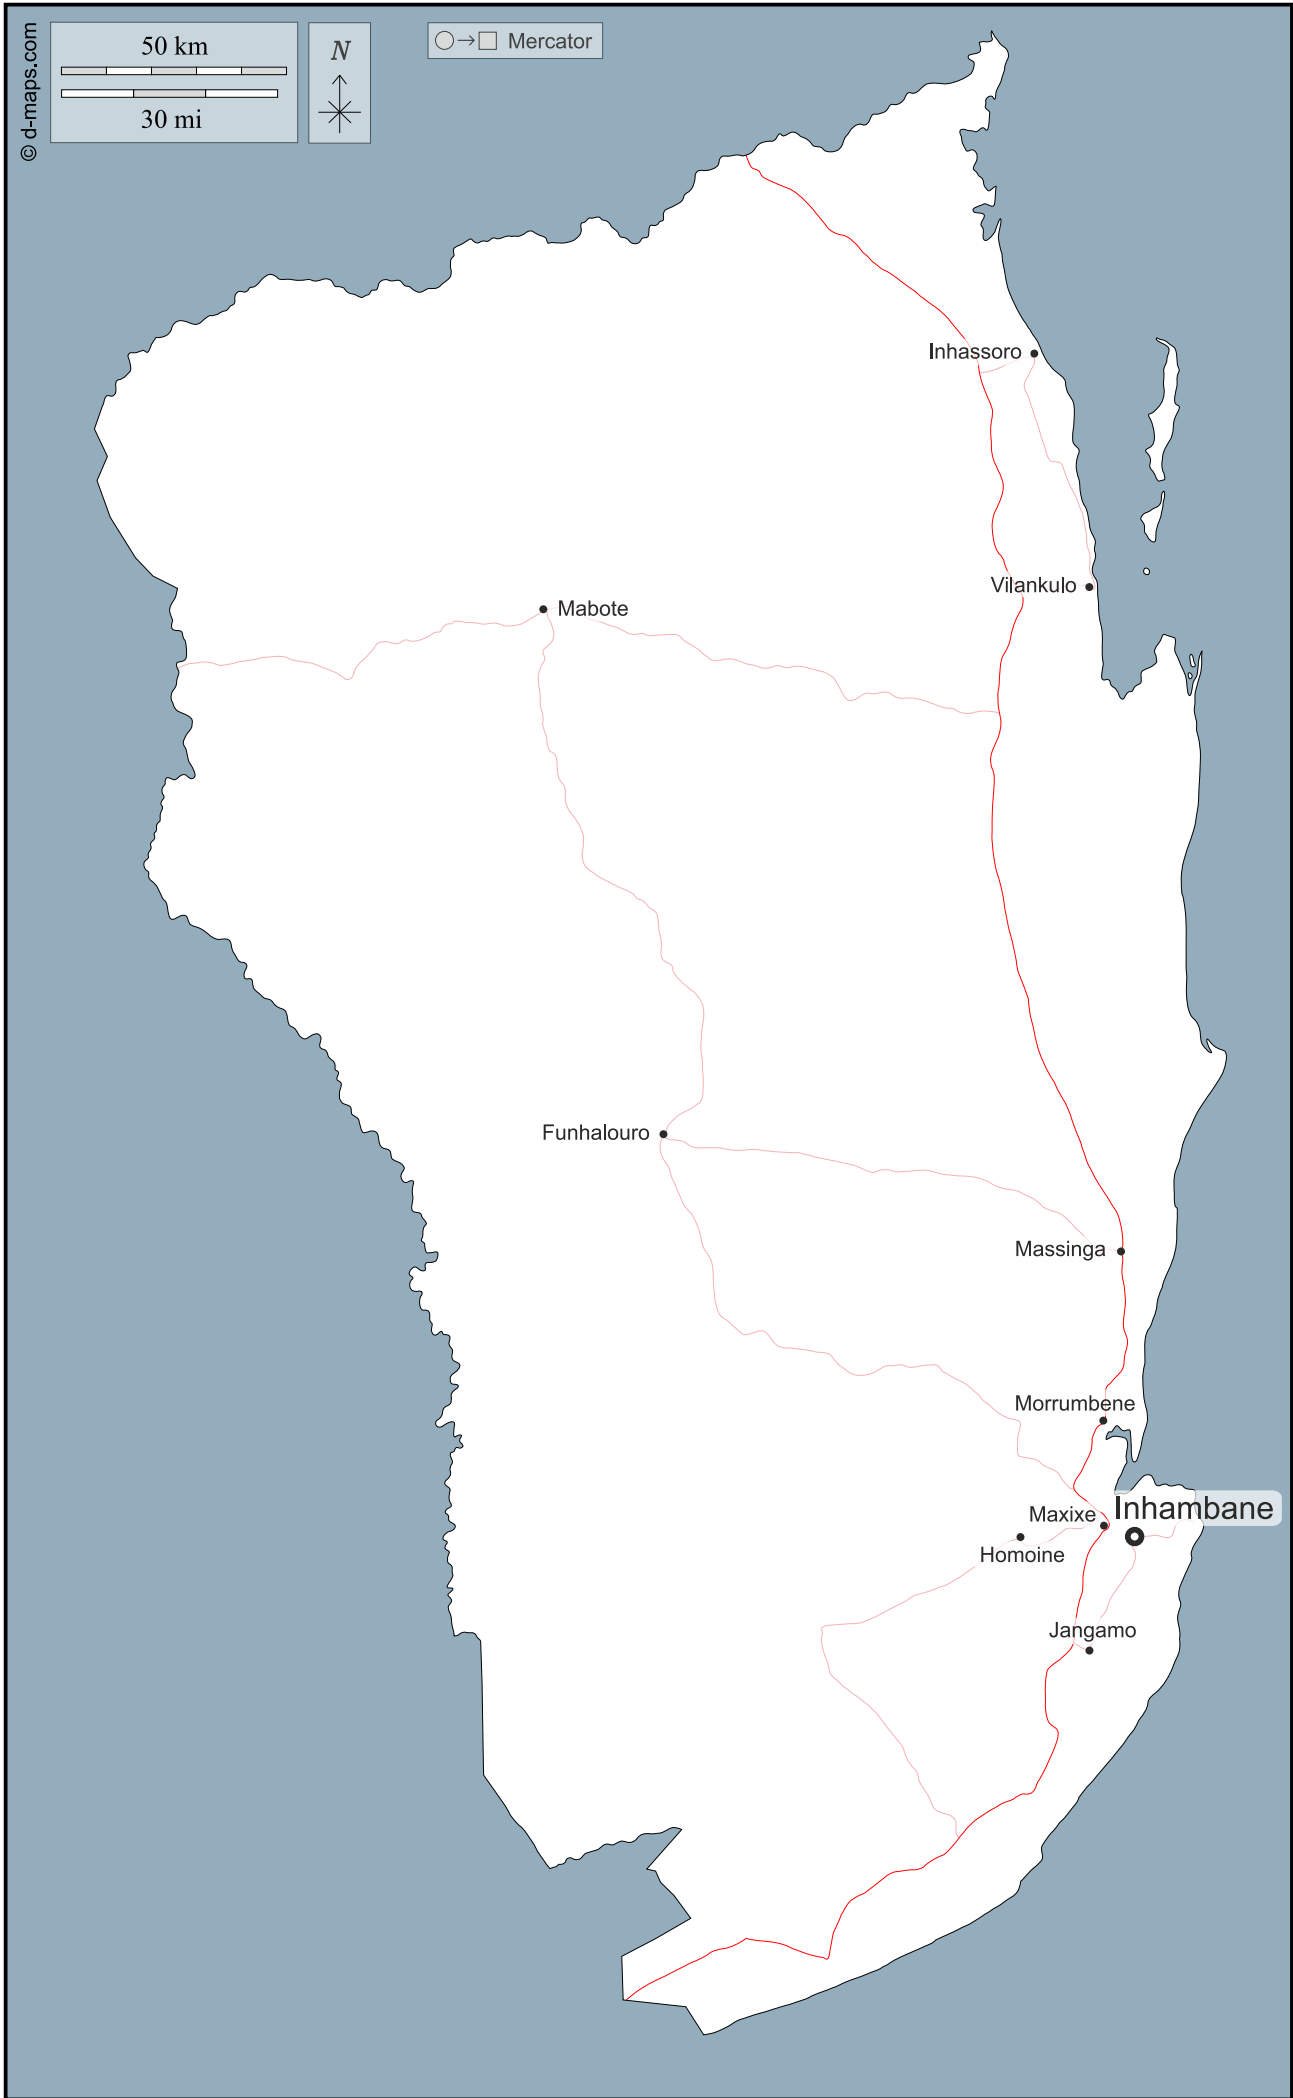 © d-maps.com
50 km
30 mi
N
Mercator
Inhassoro
Vilankulo
Mabote
Funhalouro
Massinga
Morrumbene
Inhambane
Maxixe
Homoine
Jangamo